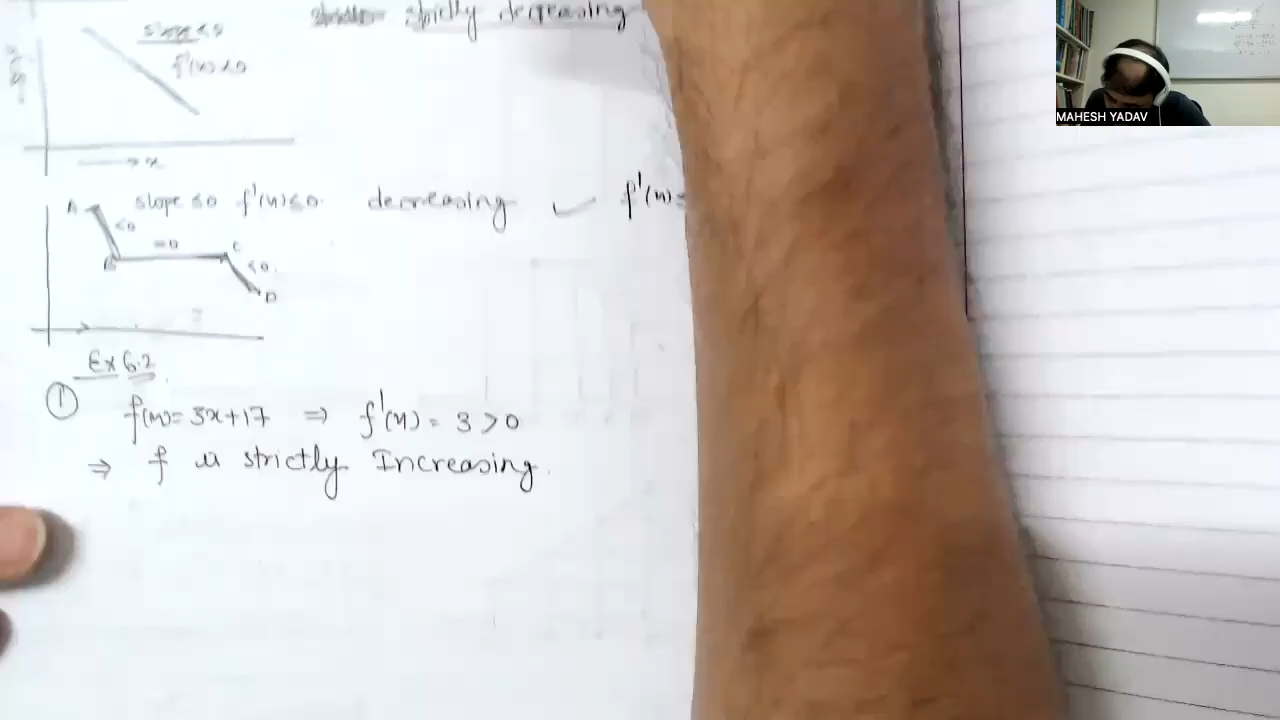 strictly decreasing
slope < 0
f'(x) < 0
→ x
A slope ≤ 0 f'(x) ≤ 0 decreasing ✓ f'(x)=
<0 =0 C
B <0
D
Ex 6.2
① f(x) = 3x+17 ⇒ f'(x) = 3 > 0
⇒ f is strictly Increasing.
MAHESH YADAV